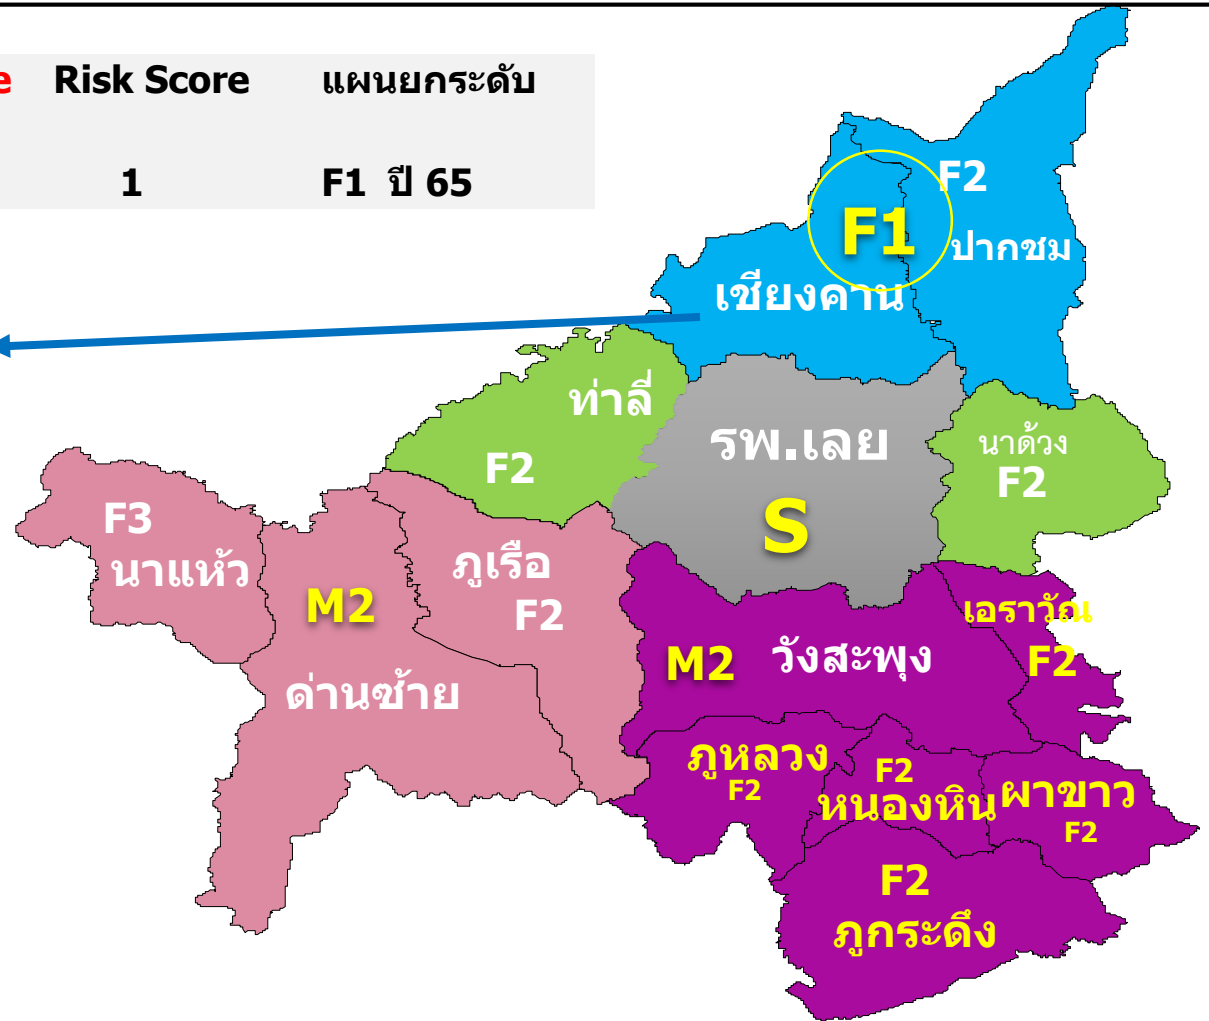 e Risk Score แผนยกระดับ
1 F1 ปี 65
F2
ปากชม
F1
เชียงคาน
ท่าลี่
F2
รพ.เลย
S
นาด้วง
F2
F3
นาแห้ว
M2
ด่านซ้าย
ภูเรือ
F2
M2 วังสะพุง
เอราวัณ
F2
ภูหลวง
F2
F2
หนองหิน
ผาขาว
F2
F2
ภูกระดึง